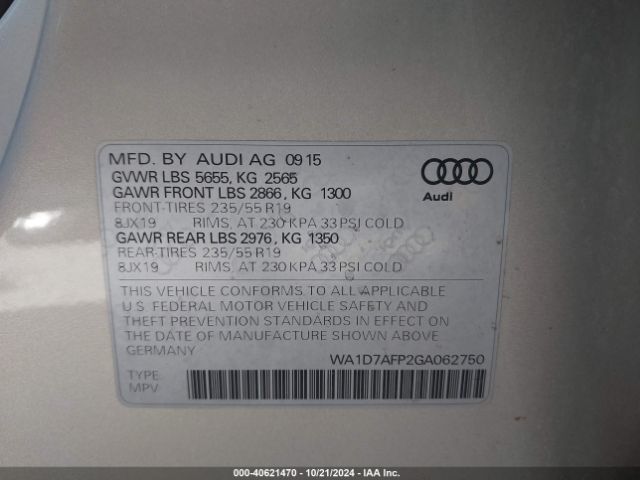 MFD. BY AUDI AG 0915
GVWR LBS 5655, KG 2565
GAWR FRONT LBS 2866, KG 1300
FRONT-TIRES 235/55 R19
8JX19 RIMS, AT 230 KPA 33 PSI COLD
GAWR REAR LBS 2976, KG 1350
REAR-TIRES 235/55 R19
8JX19 RIMS, AT 230 KPA 33 PSI COLD
Audi
THIS VEHICLE CONFORMS TO ALL APPLICABLE
U.S. FEDERAL MOTOR VEHICLE SAFETY AND
THEFT PREVENTION STANDARDS IN EFFECT ON
THE DATE OF MANUFACTURE SHOWN ABOVE
GERMANY WA1D7AFP2GA062750
TYPE:
MPV
000-40621470 - 10/21/2024 - IAA Inc.